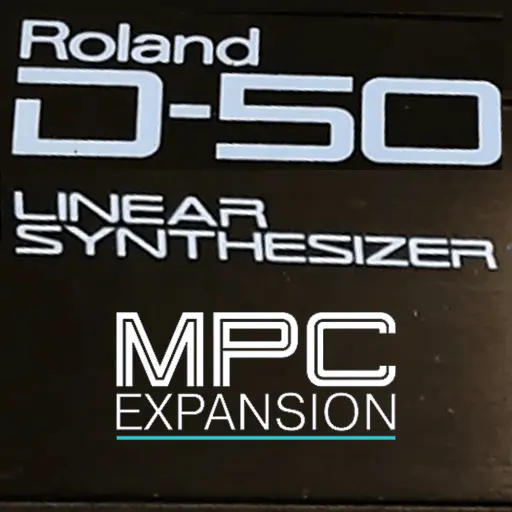 Roland
D-50
LINEAR
SYNTHESIZER
MPC
EXPANSION